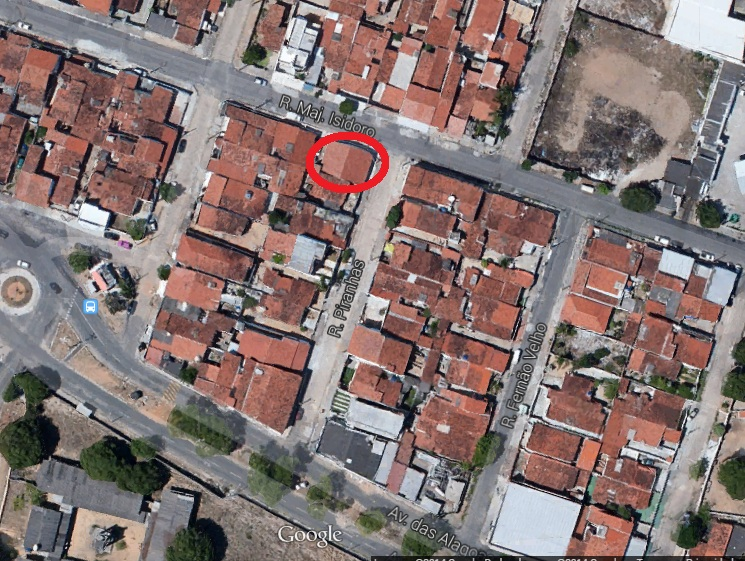 R. Maj. Isidoro
R. Piranhas
R. Fernão Velho
Av. das Alagoas
Google